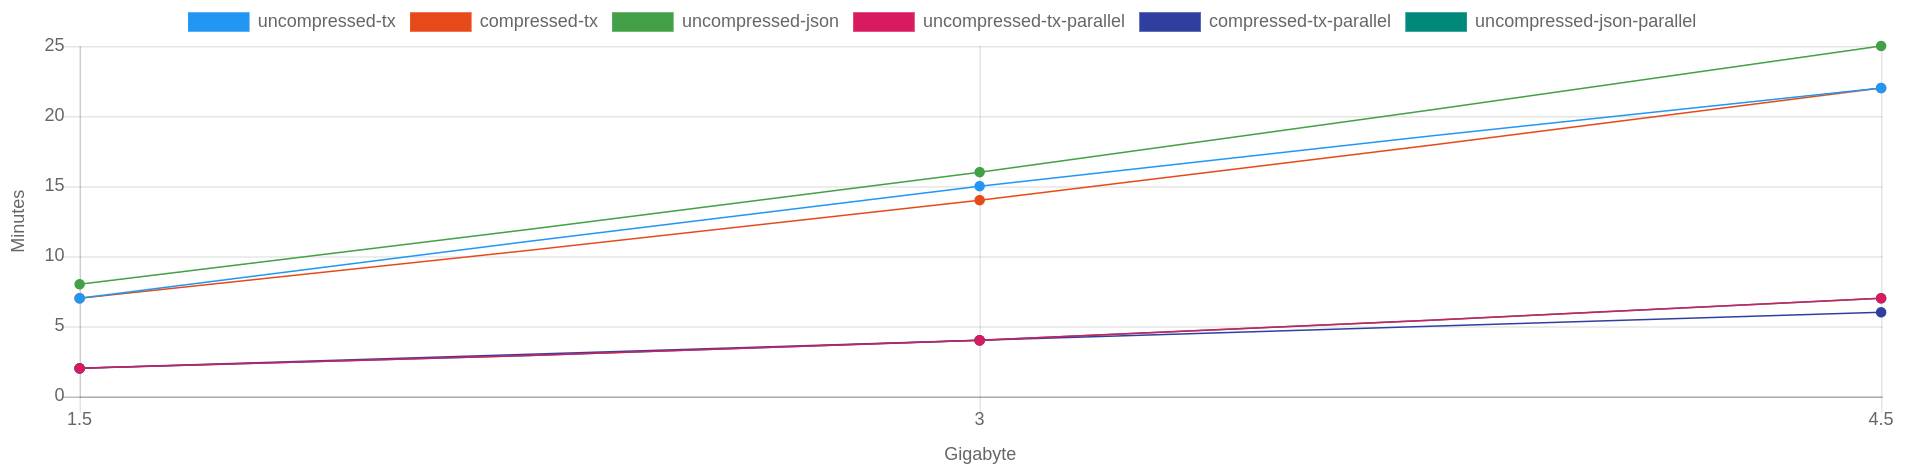 uncompressed-tx compressed-tx uncompressed-json uncompressed-tx-parallel compressed-tx-parallel uncompressed-json-parallel
25
20
15
10
5
0
Minutes
1.5 3 4.5
Gigabyte